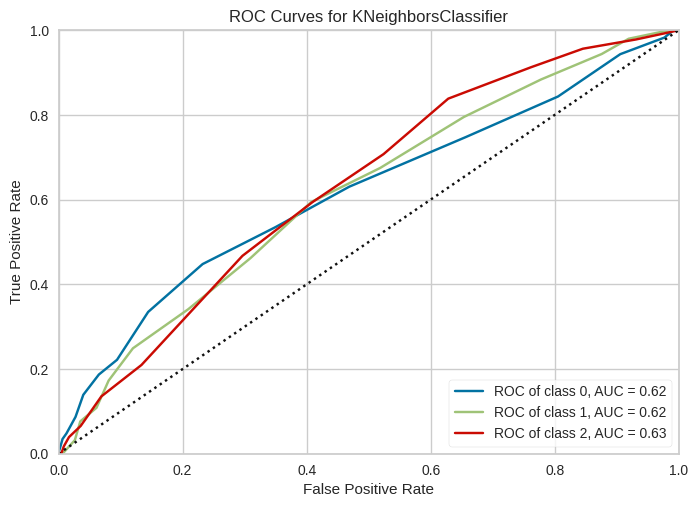 ROC Curves for KNeighborsClassifier
True Positive Rate
1.0
0.8
0.6
0.4
0.2
0.0
0.0 0.2 0.4 0.6 0.8 1.0
False Positive Rate
ROC of class 0, AUC = 0.62
ROC of class 1, AUC = 0.62
ROC of class 2, AUC = 0.63